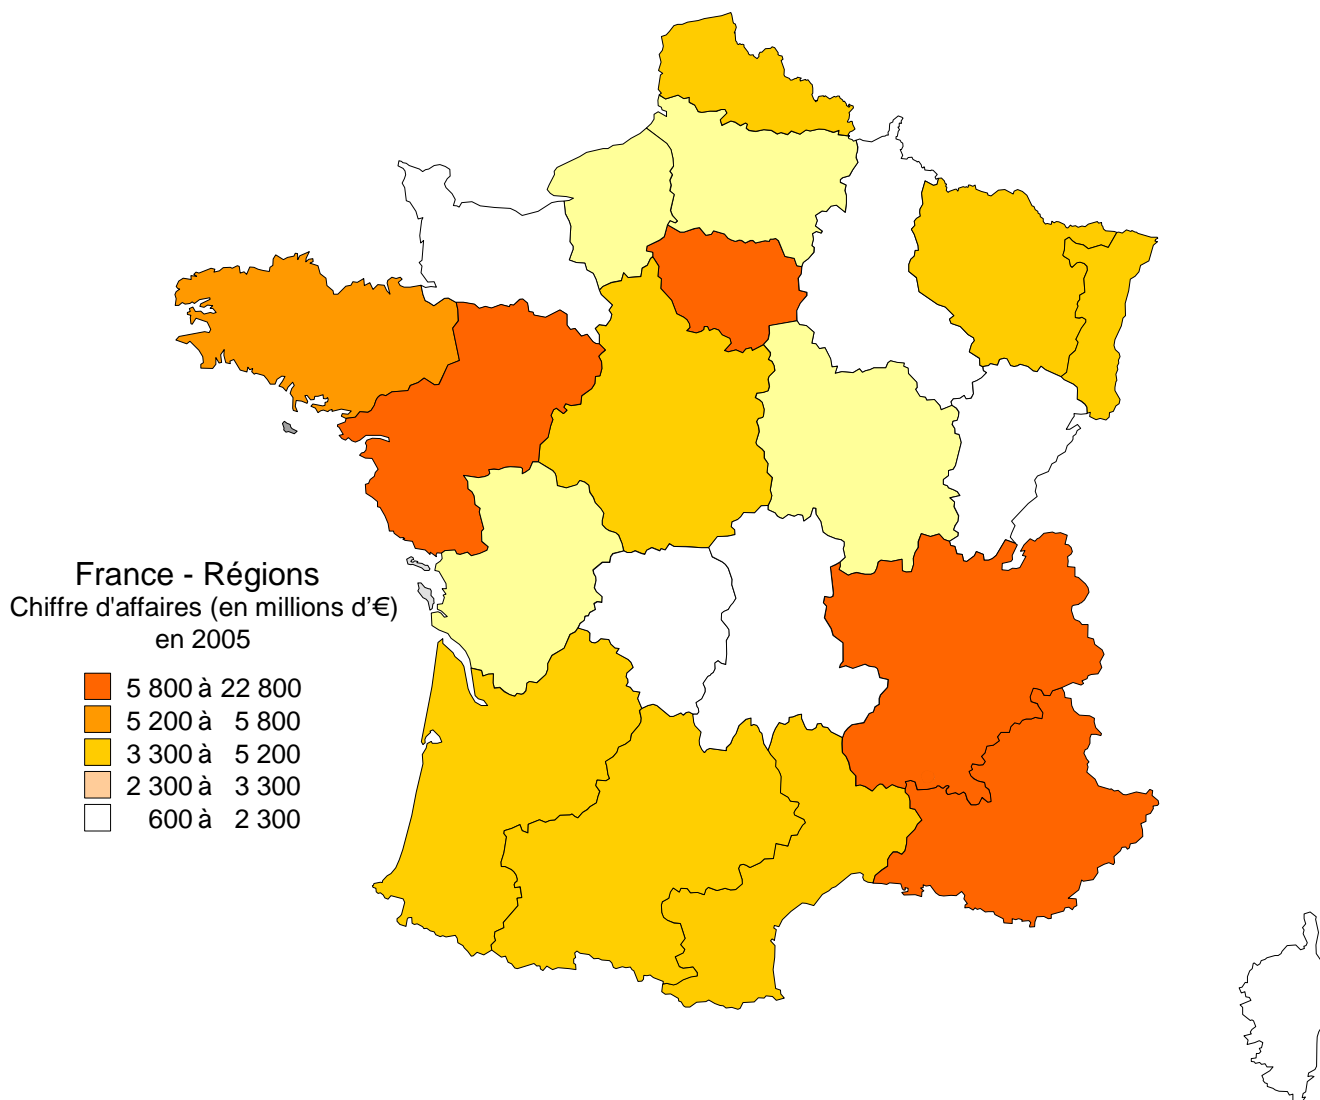 France - Régions
Chiffre d'affaires (en millions d’€)
en 2005
5 800 à 22 800
5 200 à 5 800
3 300 à 5 200
2 300 à 3 300
600 à 2 300